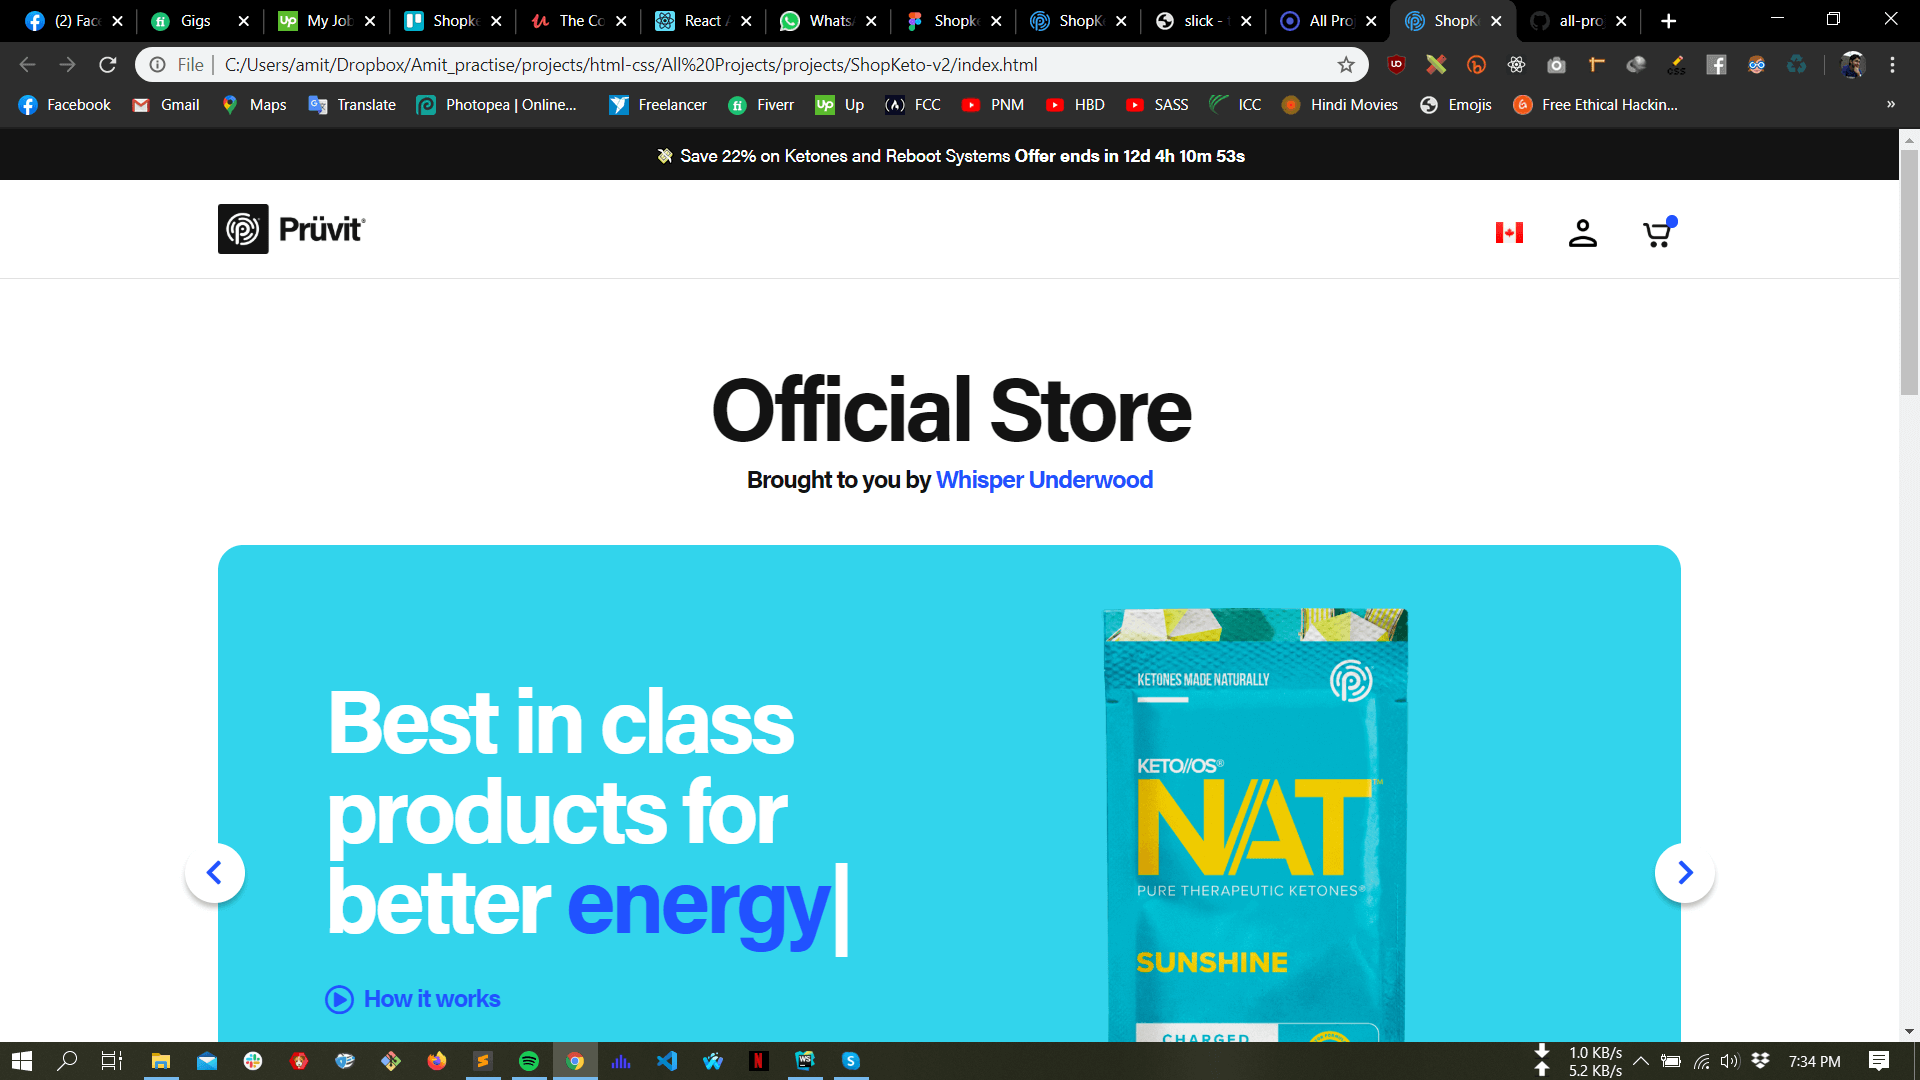 (2) Fac
Gigs
My Job
Shopke
The Co
React
Whats
Shopke
ShopK
slick -
All Pro
ShopK
all-pro
File
C:/Users/amit/Dropbox/Amit_practise/projects/html-css/All%20Projects/projects/ShopKeto-v2/index.html
Facebook
Gmail
Maps
Translate
Photopea | Online...
Freelancer
Fiverr
Up
FCC
PNM
HBD
SASS
ICC
Hindi Movies
Emojis
Free Ethical Hackin...
»
Save 22% on Ketones and Reboot Systems Offer ends in 12d 4h 10m 53s
Prüvit®
Official Store
Brought to you by Whisper Underwood
Best in class
products for
better energy|
How it works
KETONES MADE NATURALLY
KETO//OS®
NAT™
PURE THERAPEUTIC KETONES®
SUNSHINE
CHARGED
1.0 KB/s
5.2 KB/s
7:34 PM